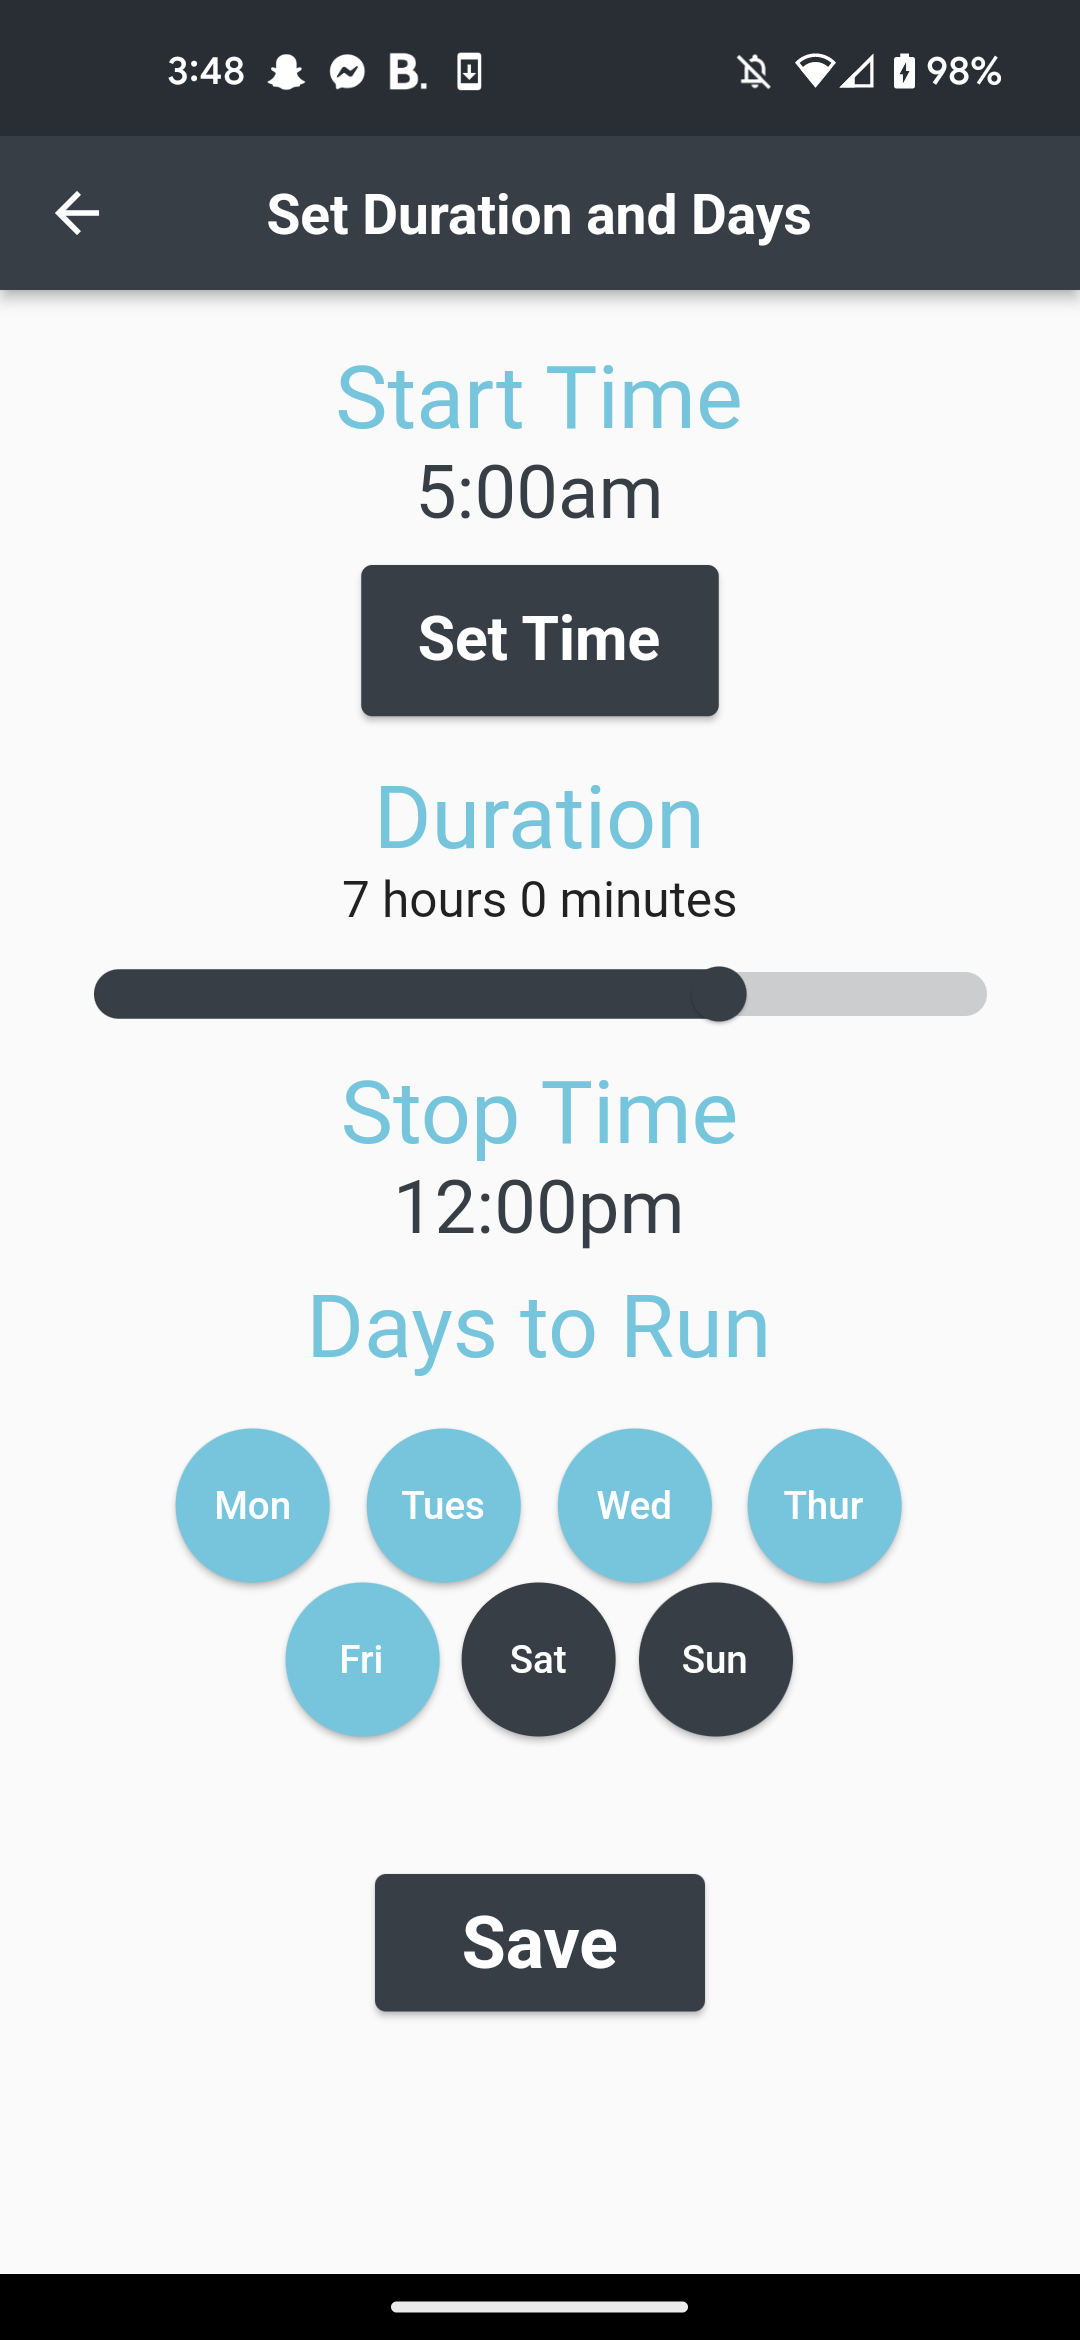 3:48 B. 98%
Set Duration and Days
Start Time
5:00am
Set Time
Duration
7 hours 0 minutes
Stop Time
12:00pm
Days to Run
Mon Tues Wed Thur
Fri Sat Sun
Save